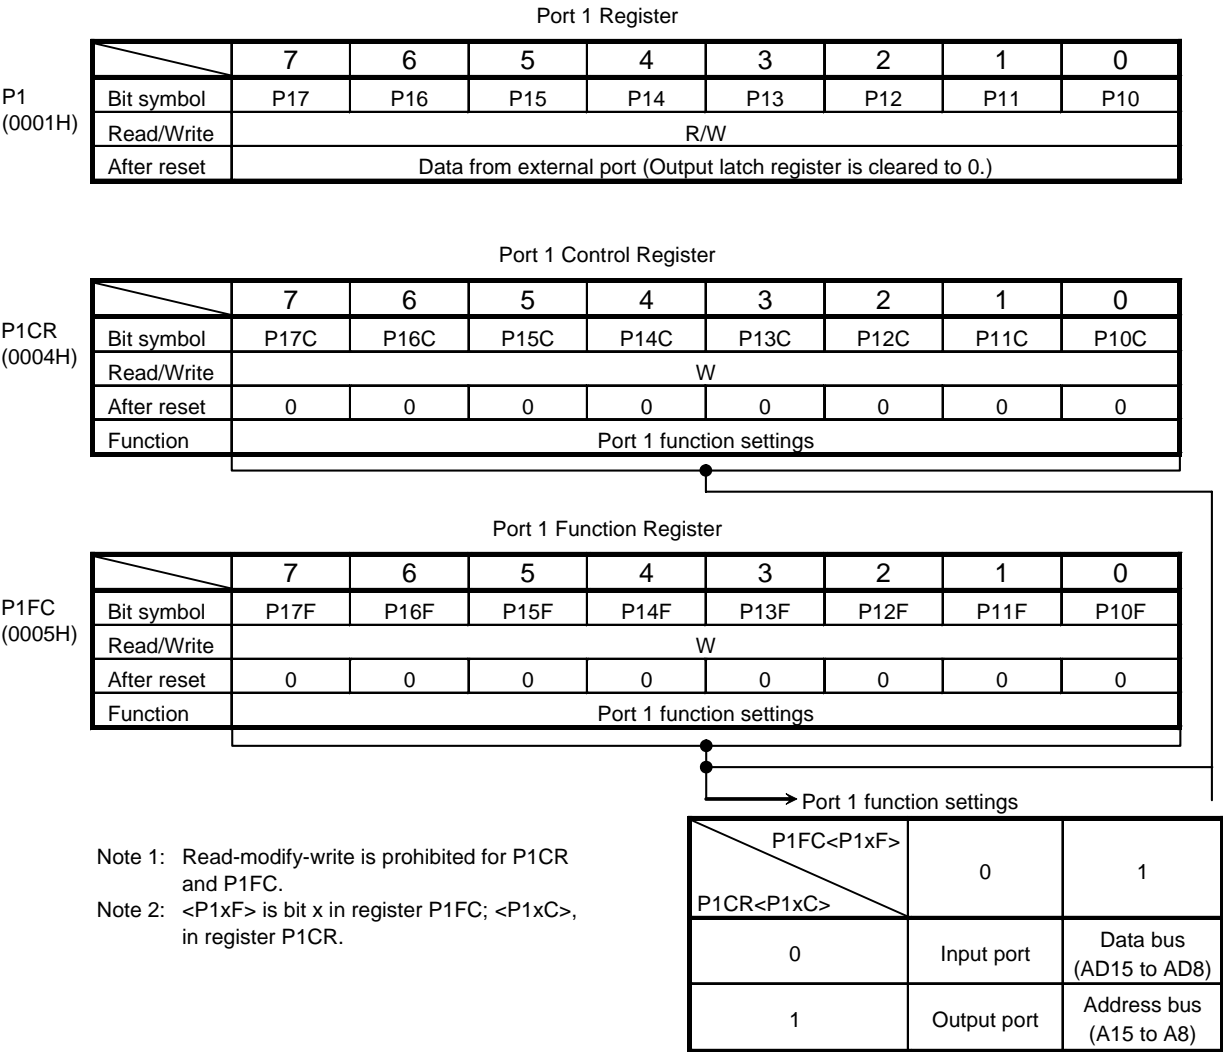 Port 1 Register
7 6 5 4 3 2 1 0
P1
(0001H)
Bit symbol P17 P16 P15 P14 P13 P12 P11 P10
Read/Write R/W
After reset Data from external port (Output latch register is cleared to 0.)
Port 1 Control Register
7 6 5 4 3 2 1 0
P1CR
(0004H)
Bit symbol P17C P16C P15C P14C P13C P12C P11C P10C
Read/Write W
After reset 0 0 0 0 0 0 0 0
Function Port 1 function settings
Port 1 Function Register
7 6 5 4 3 2 1 0
P1FC
(0005H)
Bit symbol P17F P16F P15F P14F P13F P12F P11F P10F
Read/Write W
After reset 0 0 0 0 0 0 0 0
Function Port 1 function settings
Note 1: Read-modify-write is prohibited for P1CR
and P1FC.
Note 2: <P1xF> is bit x in register P1FC; <P1xC>,
in register P1CR.
Port 1 function settings
P1FC<P1xF> 0 1
P1CR<P1xC>
0 Input port Data bus
(AD15 to AD8)
1 Output port Address bus
(A15 to A8)